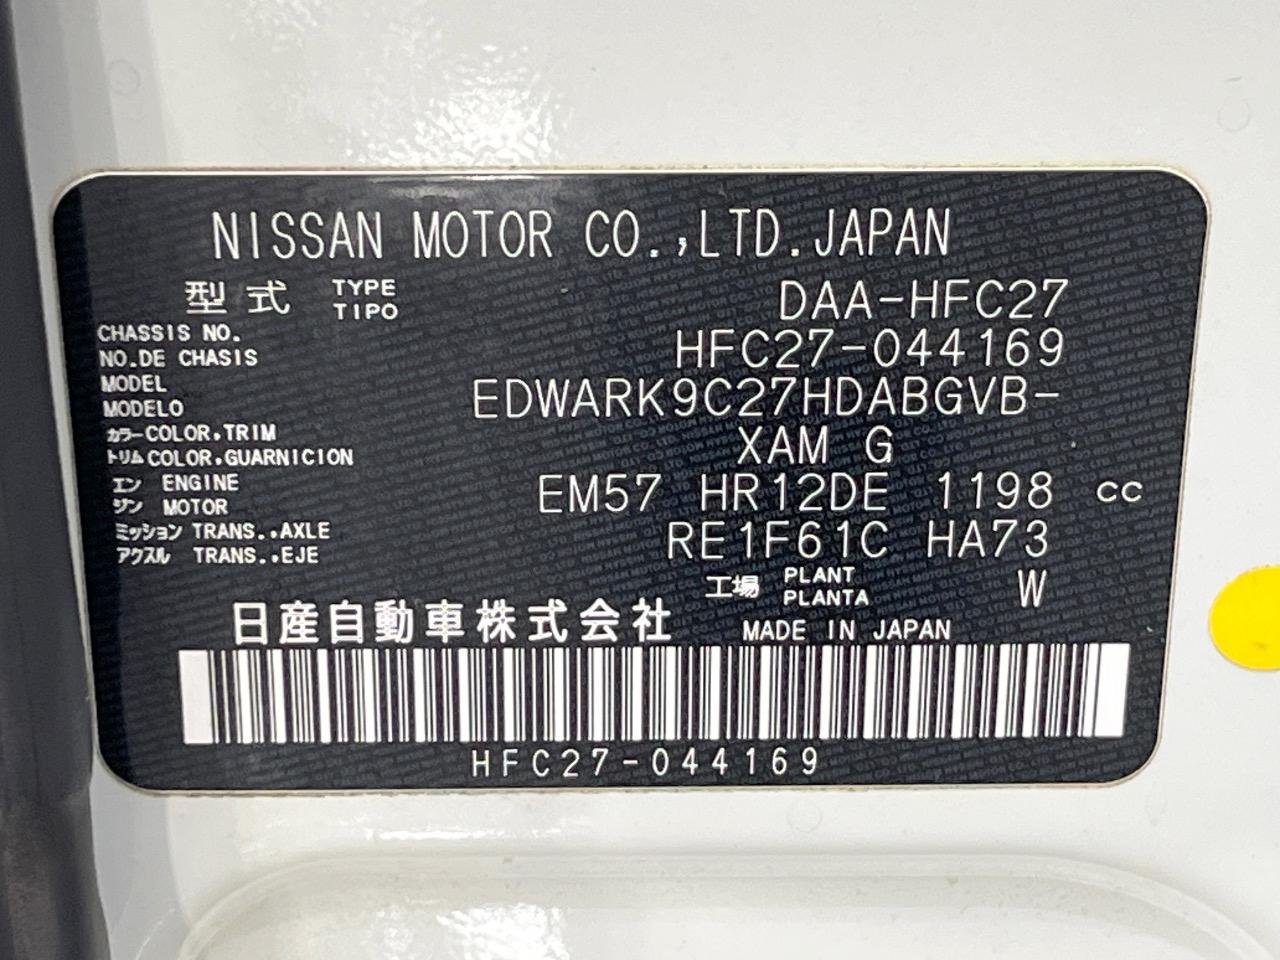 NISSAN MOTOR CO.,LTD.JAPAN
型式 TYPE TIPO DAA-HFC27
CHASSIS NO.
NO.DE CHASIS HFC27-044169
MODEL
MODELO EDWARK9C27HDABGVB-
カラー COLOR,TRIM
トリム COLOR,GUARNICION XAM G
エン ENGINE
ジン MOTOR EM57 HR12DE 1198 cc
ミッション TRANS.,AXLE
アクスル TRANS.,EJE RE1F61C HA73
工場 PLANT PLANTA W
日産自動車株式会社 MADE IN JAPAN
HFC27-044169